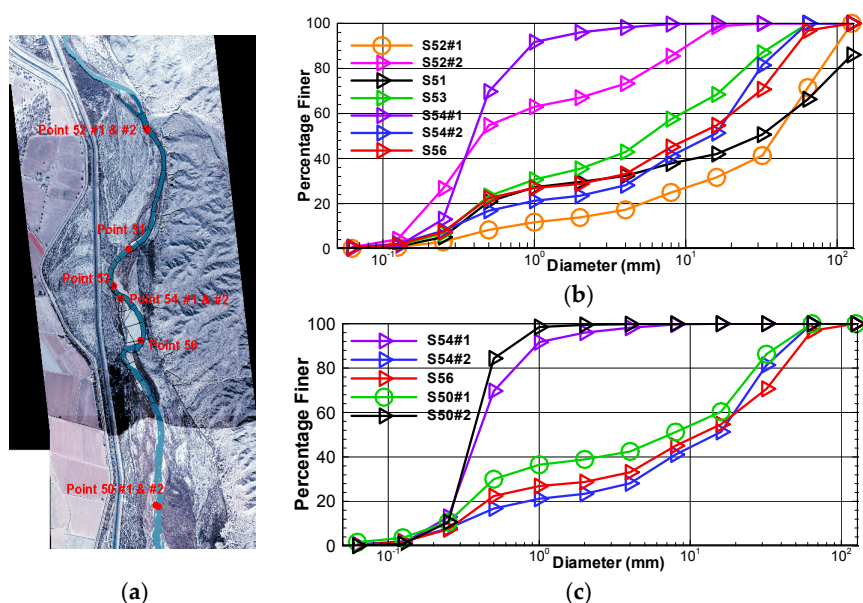 Point 52 #1 & #2
Point 51
Point 53
Point 54 #1 & #2
Point 56
Point 50 #1 & #2
(a)
100
80
60
40
20
0
Percentage Finer
S52#1
S52#2
S51
S53
S54#1
S54#2
S56
10-1
100
101
102
Diameter (mm)
(b)
100
80
60
40
20
0
Percentage Finer
S54#1
S54#2
S56
S50#1
S50#2
10-1
100
101
102
Diameter (mm)
(c)